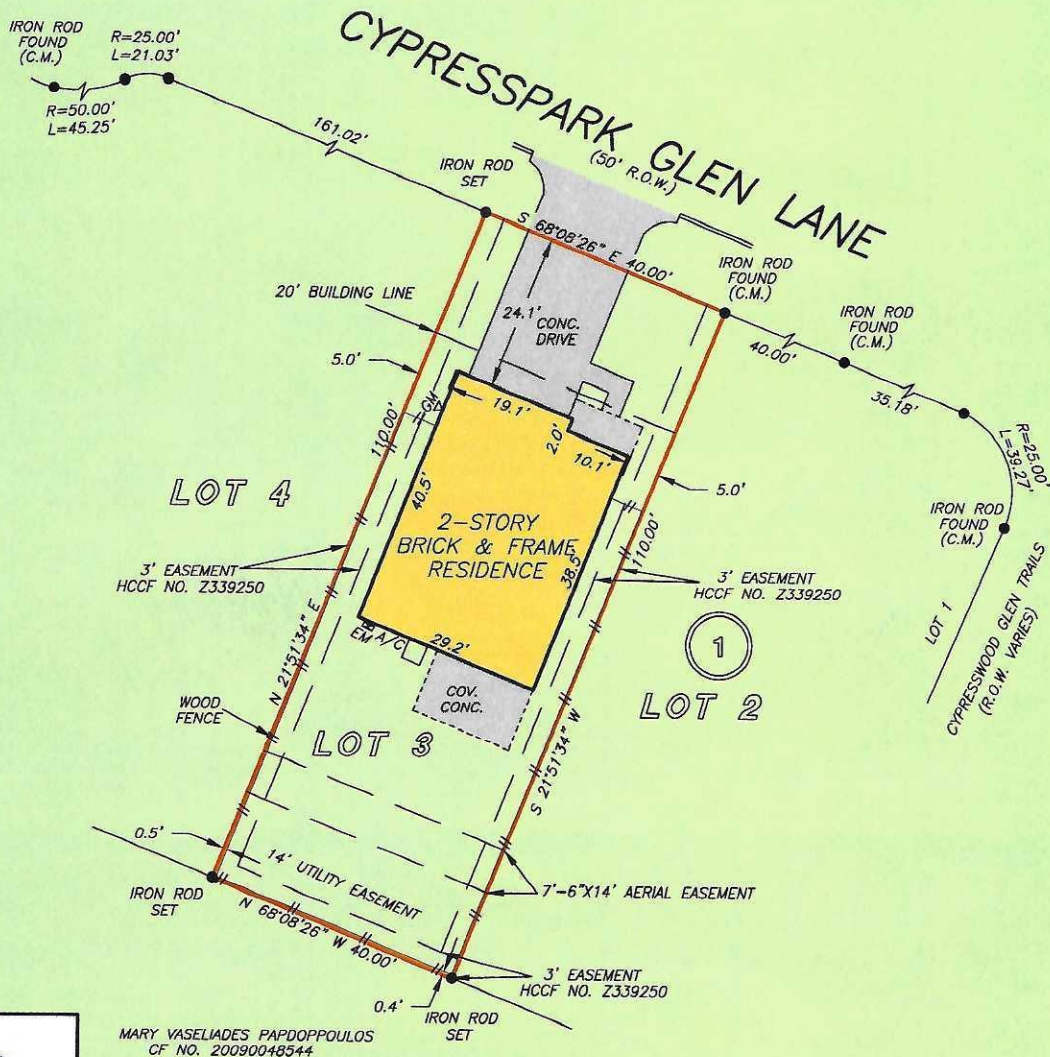 IRON ROD
FOUND
(C.M.)
R=25.00'
L=21.03'
R=50.00'
L=45.25'
161.02'
CYPRESSPARK GLEN LANE
(50' R.O.W.)
IRON ROD
SET
S 68°08'26" E 40.00'
IRON ROD
FOUND
(C.M.)
20' BUILDING LINE
24.1'
CONC.
DRIVE
IRON ROD
FOUND
(C.M.)
40.00'
35.18'
R=25.00'
L=39.27'
5.0'
GM
19.1'
2.0'
10.1'
110.00'
5.0'
LOT 4
40.5'
2-STORY
BRICK & FRAME
RESIDENCE
38.5'
110.00'
IRON ROD
FOUND
(C.M.)
3' EASEMENT
HCCF NO. Z339250
3' EASEMENT
HCCF NO. Z339250
LOT 1
CYPRESSWOOD GLEN TRAILS
(R.O.W. VARIES)
N 21°51'34" E
EM
A/C
29.2'
1
LOT 2
COV.
CONC.
WOOD
FENCE
LOT 3
S 21°51'34" W
0.5'
14' UTILITY EASEMENT
7'-6"X14' AERIAL EASEMENT
IRON ROD
SET
N 68°08'26" W 40.00'
3' EASEMENT
HCCF NO. Z339250
0.4'
IRON ROD
SET
MARY VASELIADES PAPDOPPOULOS
CF NO. 20090048544